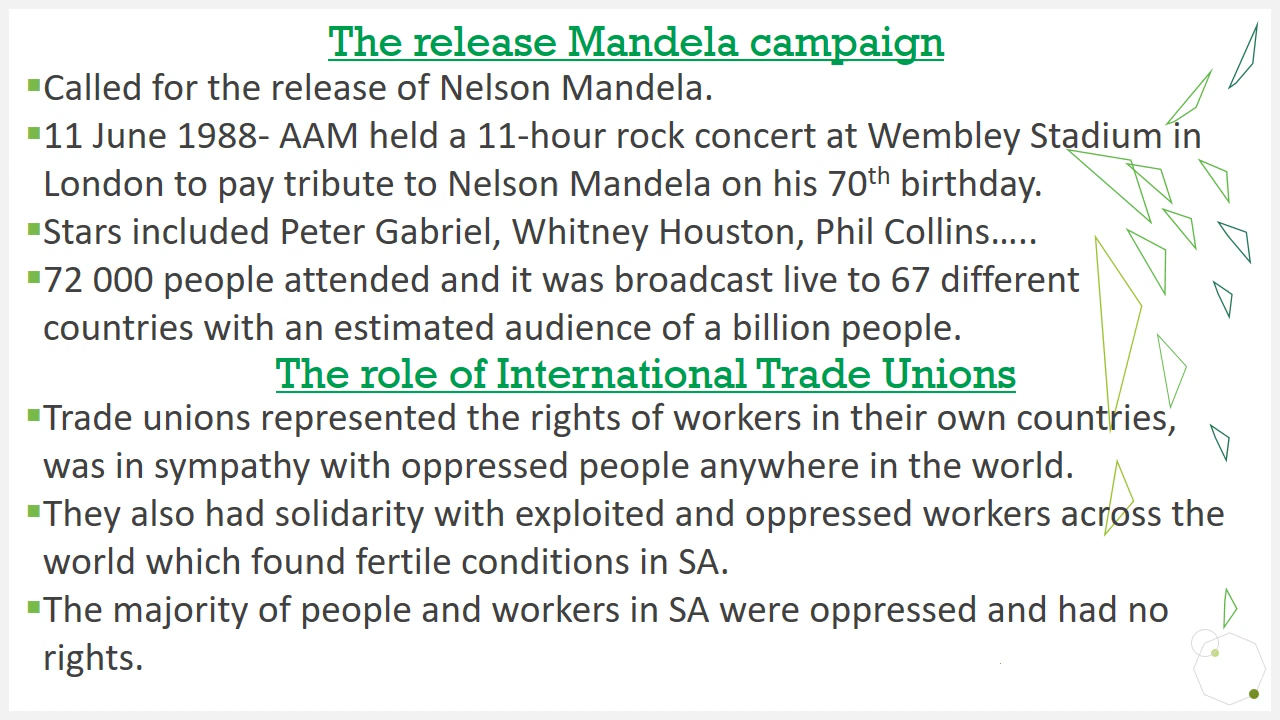 The release Mandela campaign
▪Called for the release of Nelson Mandela.
▪11 June 1988- AAM held a 11-hour rock concert at Wembley Stadium in
London to pay tribute to Nelson Mandela on his 70th birthday.
▪Stars included Peter Gabriel, Whitney Houston, Phil Collins…..
▪72 000 people attended and it was broadcast live to 67 different
countries with an estimated audience of a billion people.
The role of International Trade Unions
▪Trade unions represented the rights of workers in their own countries,
was in sympathy with oppressed people anywhere in the world.
▪They also had solidarity with exploited and oppressed workers across the
world which found fertile conditions in SA.
▪The majority of people and workers in SA were oppressed and had no
rights.